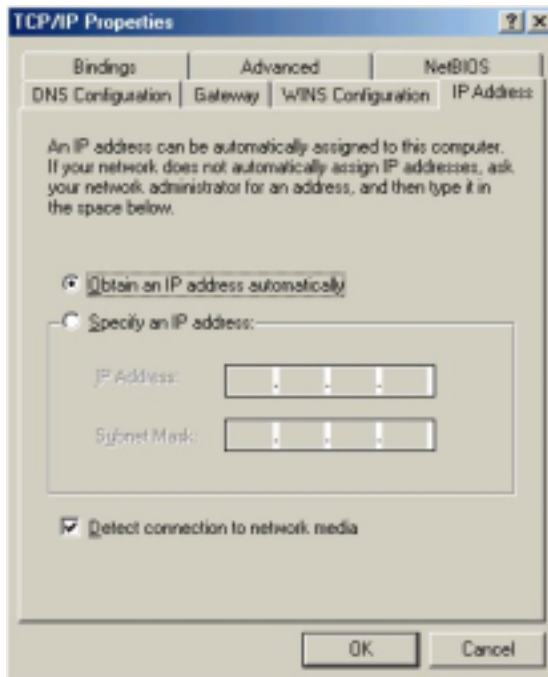 TCP/IP Properties
Bindings
Advanced
NetBIOS
DNS Configuration
Gateway
WINS Configuration
IP Address
An IP address can be automatically assigned to this computer.
If your network does not automatically assign IP addresses, ask
your network administrator for an address, and then type it in
the space below.
Obtain an IP address automatically
Specify an IP address:
IP Address:
Subnet Mask:
Detect connection to network media
OK
Cancel